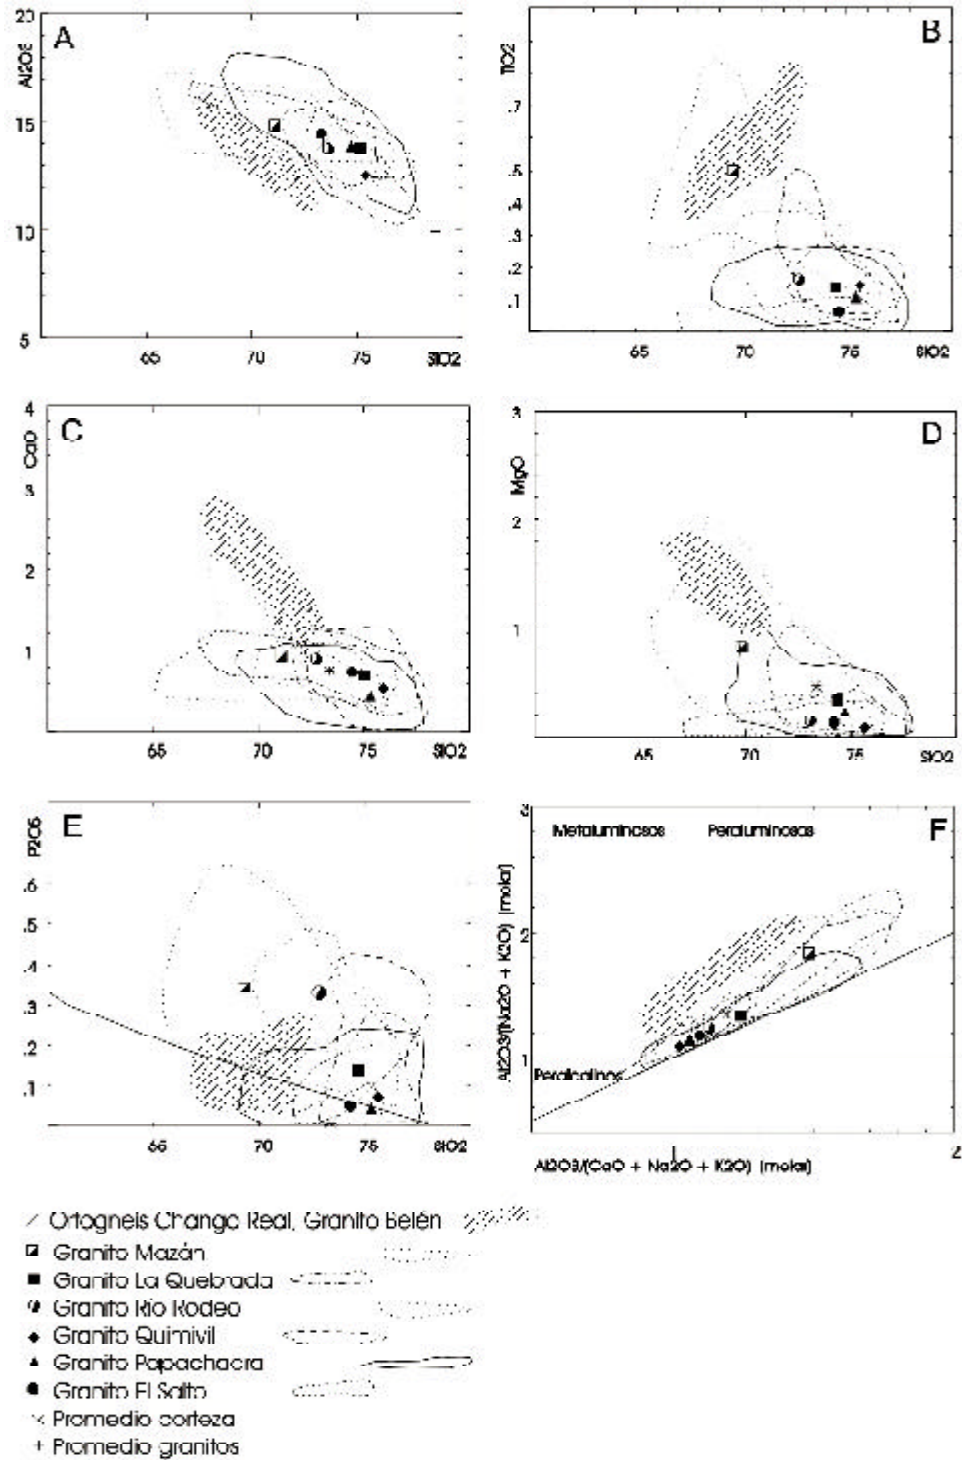 A
20
15
10
5
65
70
75
SIO2
B
TIO2
.7
.5
.4
.3
.2
.1
65
70
75
SIO2
C
CaO
4
3
2
1
65
70
75
SIO2
D
MgO
3
2
1
65
70
75
SIO2
E
P2O5
.6
.5
.4
.3
.2
.1
65
70
75
SIO2
F
Metaluminosos
Peraluminosos
Peralcalinos
Al2O3/(Na2O + K2O) (molar)
3
2
1
1
2
Al2O3/(CaO + Na2O + K2O) (molar)
Ortogneis Chango Real, Granito Belén
Granito Mazán
Granito La Quebrada
Granito Río Rodeo
Granito Quimivil
Granito Papachacra
Granito El Salto
Promedio corteza
Promedio granitos